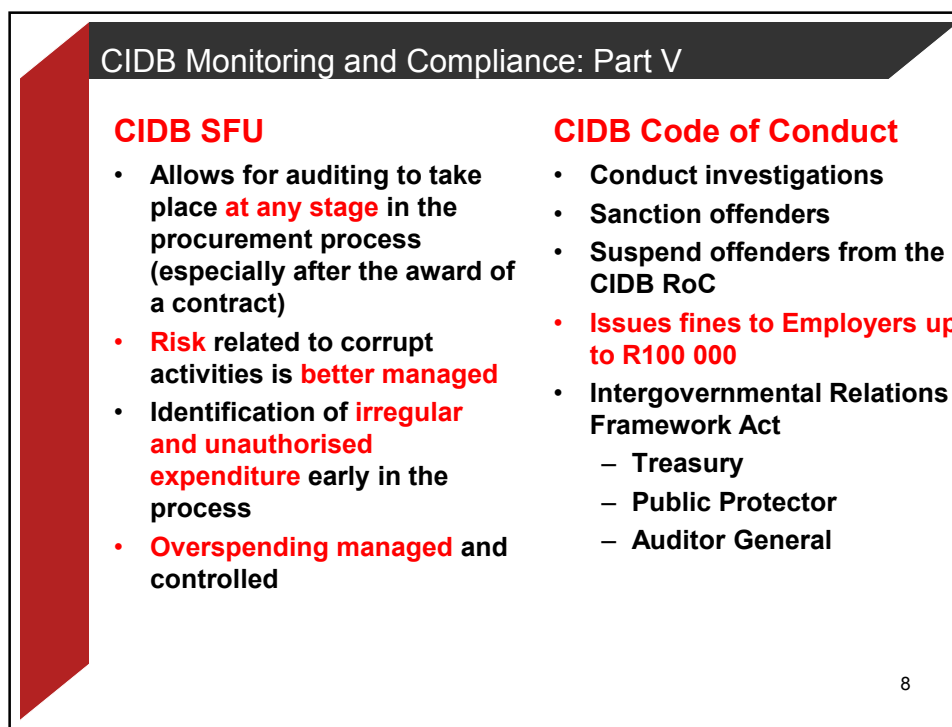 CIDB Monitoring and Compliance: Part V
CIDB SFU
• Allows for auditing to take
place at any stage in the
procurement process
(especially after the award of
a contract)
• Risk related to corrupt
activities is better managed
• Identification of irregular
and unauthorised
expenditure early in the
process
• Overspending managed and
controlled
CIDB Code of Conduct
• Conduct investigations
• Sanction offenders
• Suspend offenders from the
CIDB RoC
• Issues fines to Employers up
to R100 000
• Intergovernmental Relations
Framework Act
– Treasury
– Public Protector
– Auditor General
8